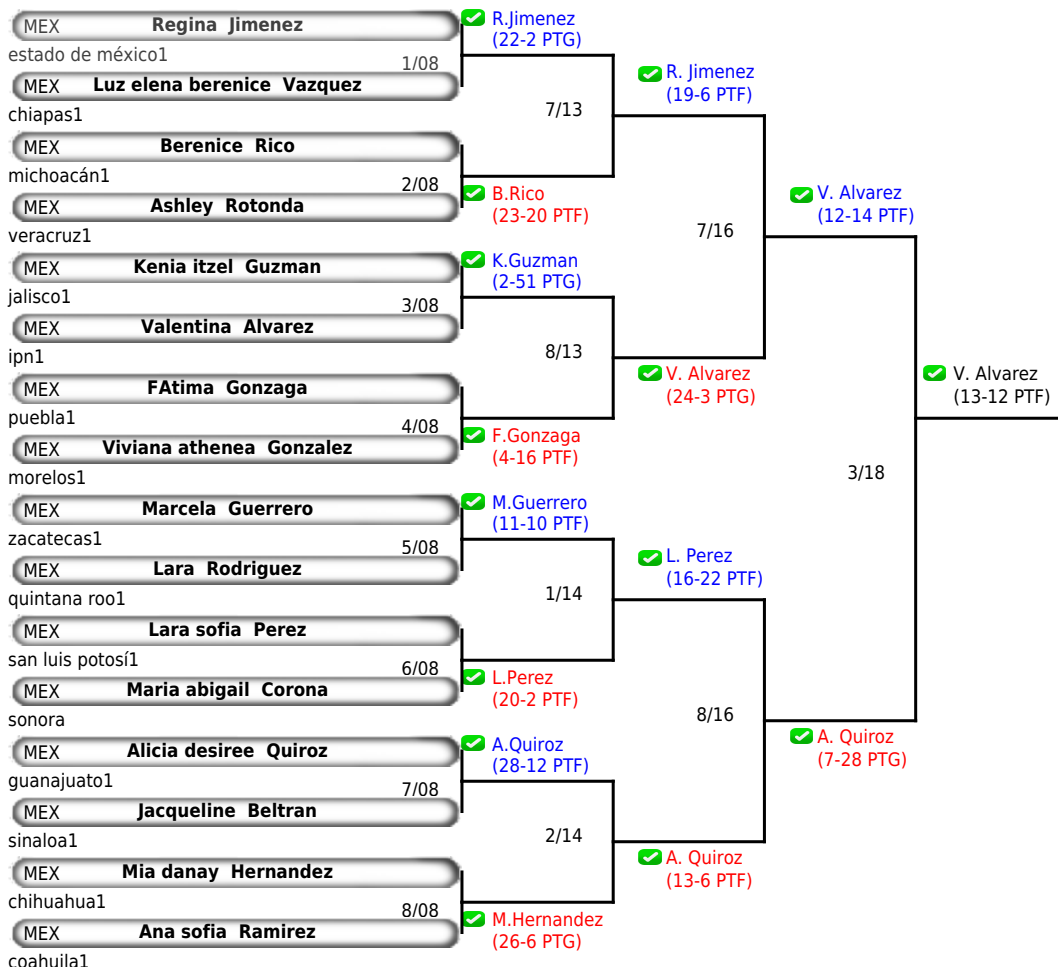 MEX Regina Jimenez
estado de méxico1
1/08
MEX Luz elena berenice Vazquez
chiapas1
MEX Berenice Rico
michoacán1
2/08
MEX Ashley Rotonda
veracruz1
MEX Kenia itzel Guzman
jalisco1
3/08
MEX Valentina Alvarez
ipn1
MEX FAtima Gonzaga
puebla1
4/08
MEX Viviana athenea Gonzalez
morelos1
MEX Marcela Guerrero
zacatecas1
5/08
MEX Lara Rodriguez
quintana roo1
MEX Lara sofia Perez
san luis potosí1
6/08
MEX Maria abigail Corona
sonora
MEX Alicia desiree Quiroz
guanajuato1
7/08
MEX Jacqueline Beltran
sinaloa1
MEX Mia danay Hernandez
chihuahua1
8/08
MEX Ana sofia Ramirez
coahuila1
R.Jimenez
(22-2 PTG)
7/13
B.Rico
(23-20 PTF)
K.Guzman
(2-51 PTG)
8/13
F.Gonzaga
(4-16 PTF)
M.Guerrero
(11-10 PTF)
1/14
L.Perez
(20-2 PTF)
A.Quiroz
(28-12 PTF)
2/14
M.Hernandez
(26-6 PTG)
R. Jimenez
(19-6 PTF)
7/16
V. Alvarez
(24-3 PTG)
L. Perez
(16-22 PTF)
8/16
A. Quiroz
(13-6 PTF)
V. Alvarez
(12-14 PTF)
3/18
A. Quiroz
(7-28 PTG)
V. Alvarez
(13-12 PTF)